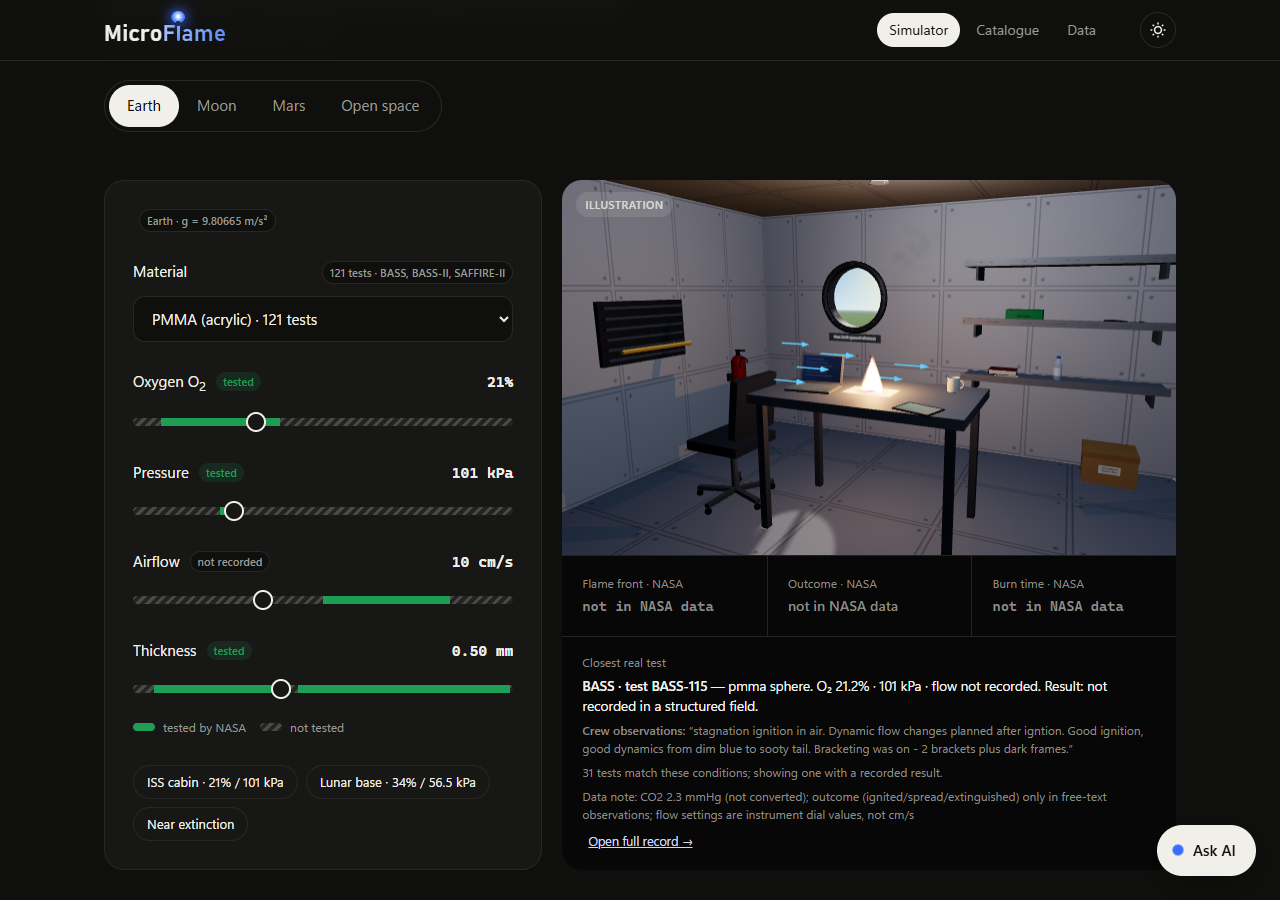 MicroFlame
Simulator
Catalogue
Data
Earth
Moon
Mars
Open space
Earth · g = 9.80665 m/s²
Material
121 tests · BASS, BASS-II, SAFFIRE-II
PMMA (acrylic) · 121 tests
Oxygen O₂ tested 21%
Pressure tested 101 kPa
Airflow not recorded 10 cm/s
Thickness tested 0.50 mm
tested by NASA
not tested
ISS cabin · 21% / 101 kPa
Lunar base · 34% / 56.5 kPa
Near extinction
ILLUSTRATION
Flame front · NASA
not in NASA data
Outcome · NASA
not in NASA data
Burn time · NASA
not in NASA data
Closest real test
BASS · test BASS-115 — pmma sphere. O₂ 21.2% · 101 kPa · flow not recorded. Result: not
recorded in a structured field.
Crew observations: “stagnation ignition in air. Dynamic flow changes planned after igntion. Good ignition,
good dynamics from dim blue to sooty tail. Bracketing was on - 2 brackets plus dark frames.”
31 tests match these conditions; showing one with a recorded result.
Data note: CO2 2.3 mmHg (not converted); outcome (ignited/spread/extinguished) only in free-text
observations; flow settings are instrument dial values, not cm/s
Open full record →
Ask AI